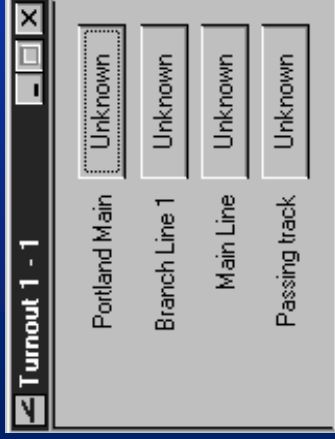 Turnout 1 - 1
Portland Main Unknown
Branch Line 1 Unknown
Main Line Unknown
Passing track Unknown